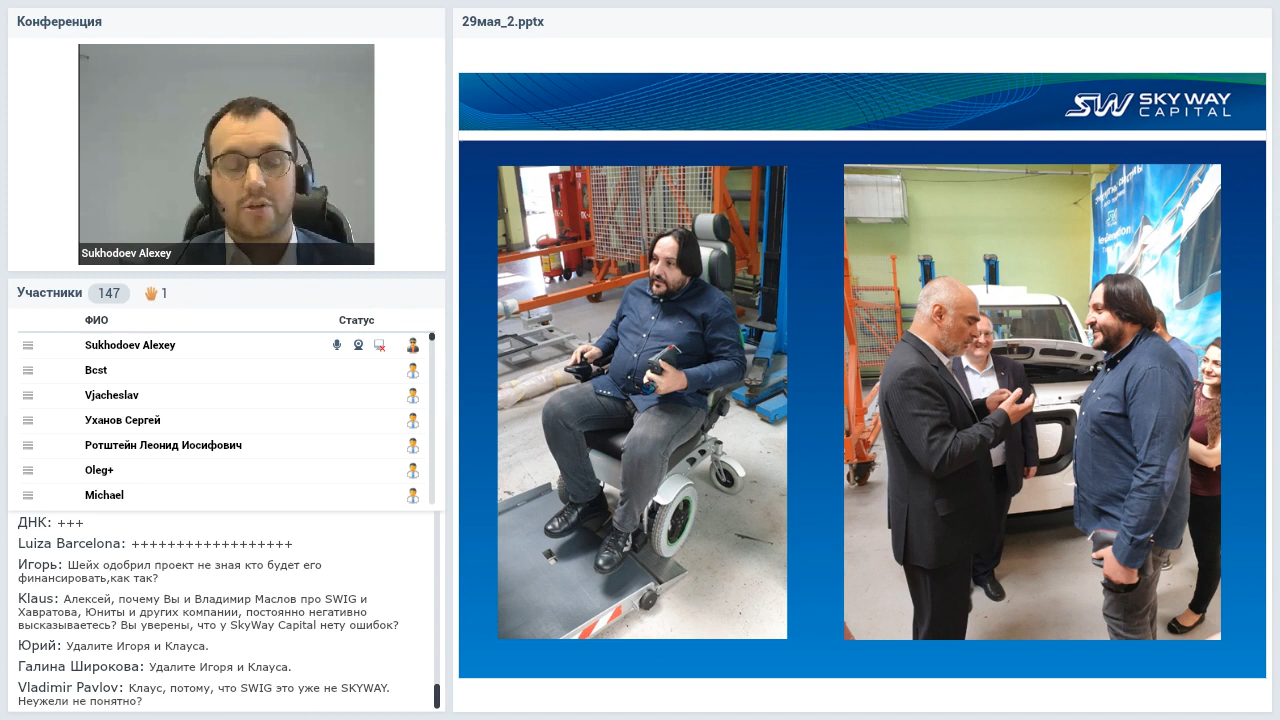 Конференция
Sukhodoev Alexey
Участники 147 1
ФИО Статус
Sukhodoev Alexey
Bcst
Vjacheslav
Уханов Сергей
Ротштейн Леонид Иосифович
Oleg+
Michael
ДНК: +++
Luiza Barcelona: ++++++++++++++++++
Игорь: Шейх одобрил проект не зная кто будет его
финансировать,как так?
Klaus: Алексей, почему Вы и Владимир Маслов про SWIG и
Хавратова, Юниты и других компании, постоянно негативно
высказываетесь? Вы уверены, что у SkyWay Capital нету ошибок?
Юрий: Удалите Игоря и Клауса.
Галина Широкова: Удалите Игоря и Клауса.
Vladimir Pavlov: Клаус, потому, что SWIG это уже не SKYWAY.
Неужели не понятно?
29мая_2.pptx
SW SKY WAY
CAPITAL